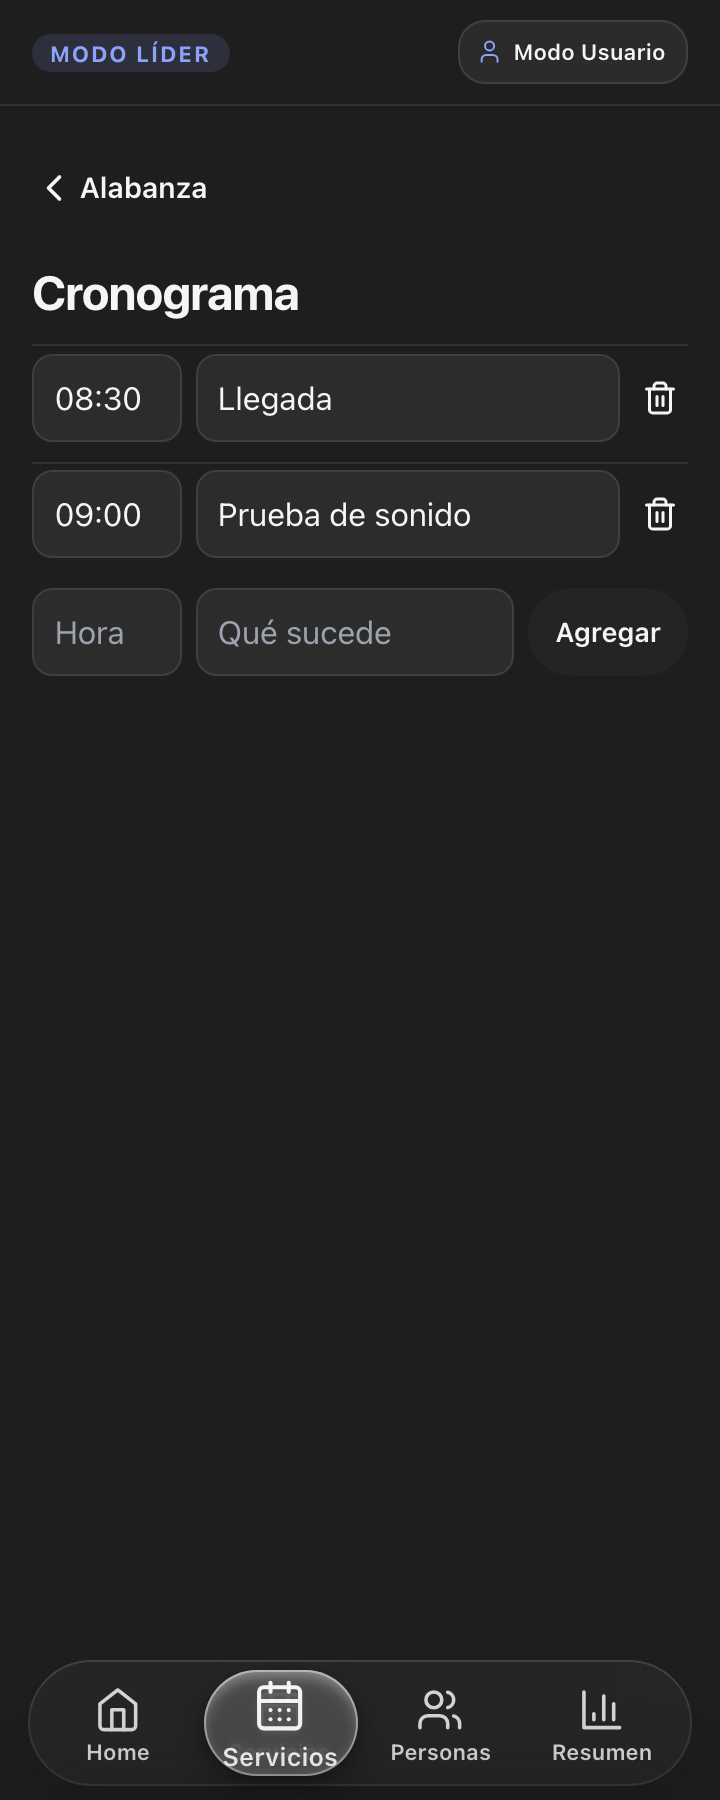 MODO LÍDER
Modo Usuario
Alabanza
Cronograma
08:30 Llegada
09:00 Prueba de sonido
Hora Qué sucede Agregar
Home Servicios Personas Resumen